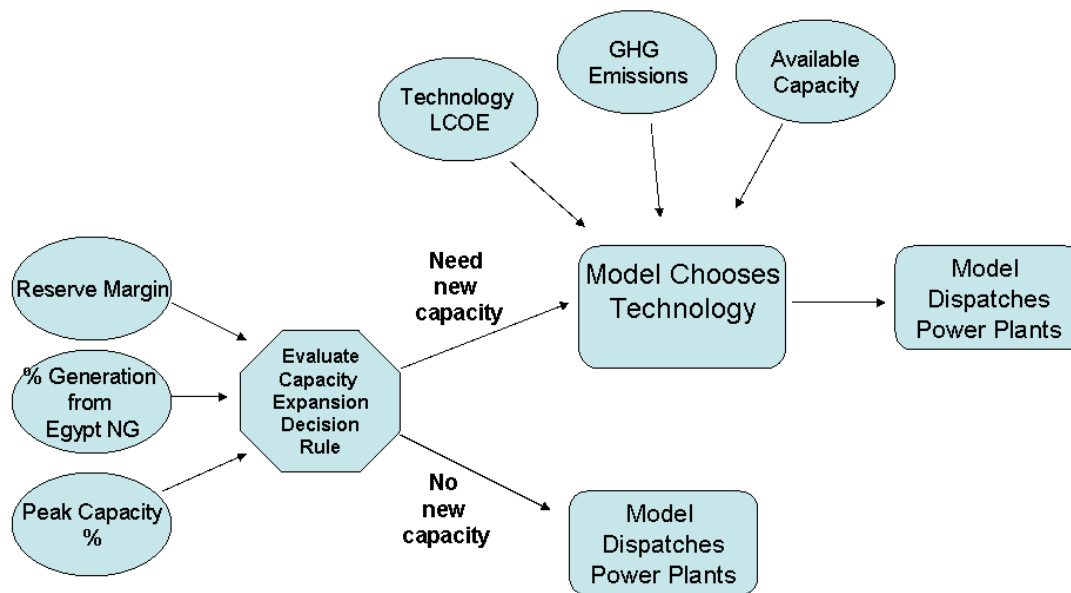 GHG
Emissions
Available
Capacity
Technology
LCOE
Need
new
capacity
Model Chooses
Technology
Model
Dispatches
Power Plants
Reserve Margin
% Generation
from
Egypt NG
Peak Capacity
%
Evaluate
Capacity
Expansion
Decision
Rule
No
new
capacity
Model
Dispatches
Power Plants